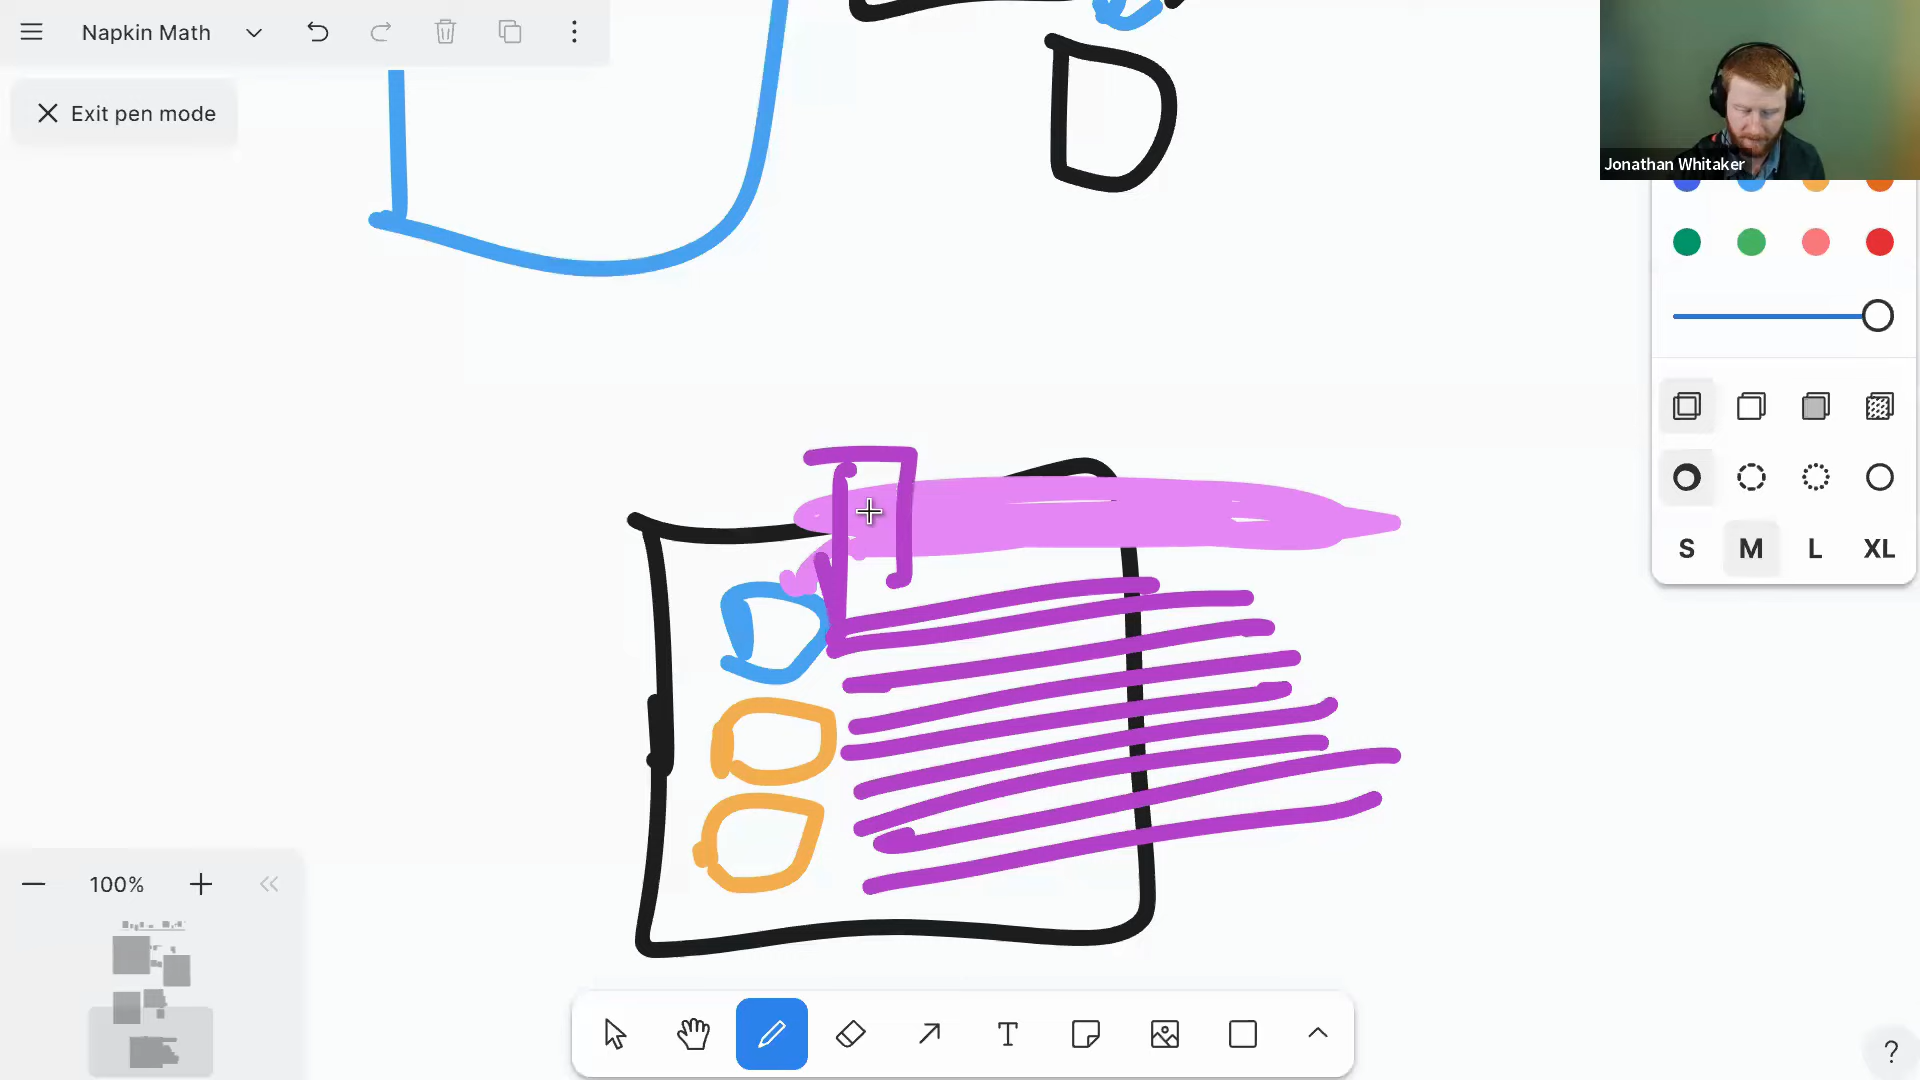 Napkin Math
Exit pen mode
Jonathan Whitaker
D
S M L XL
100%
?